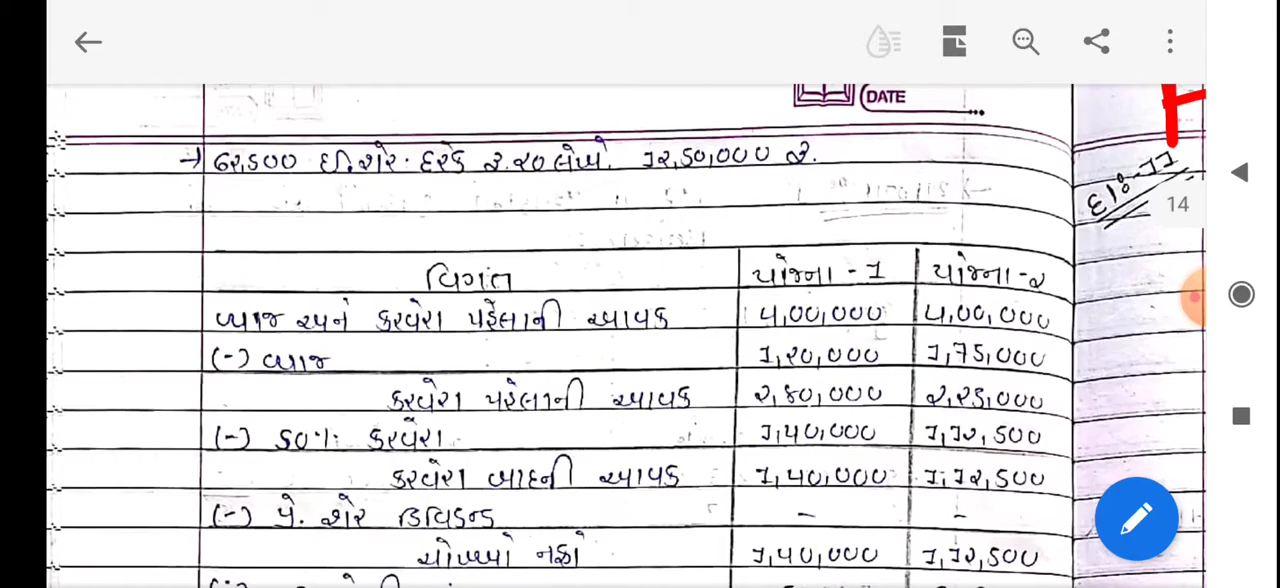 DATE
→ ૬૨,૫૦૦ ઈ.શેર. દરેક રૂ.૨૦ લેખે. ૧૨,૫૦,૦૦૦ રૂ.
દા:-૧૧
14
વિગત યોજના - ૧ યોજના - ૨
વ્યાજ અને કરવેરા પહેલાની આવક ૪,૦૦,૦૦૦ ૪,૦૦,૦૦૦
(-) વ્યાજ ૧,૨૦,૦૦૦ ૧,૭૫,૦૦૦
કરવેરા પહેલાની આવક ૨,૮૦,૦૦૦ ૨,૨૫,૦૦૦
(-) ૫૦% કરવેરા ૧,૪૦,૦૦૦ ૧,૧૨,૫૦૦
કરવેરા બાદની આવક ૧,૪૦,૦૦૦ ૧,૧૨,૫૦૦
(-) પ્રે. શેર ડિવિડન્ડ - -
ચોખ્ખો નફો ૧,૪૦,૦૦૦ ૧,૧૨,૫૦૦